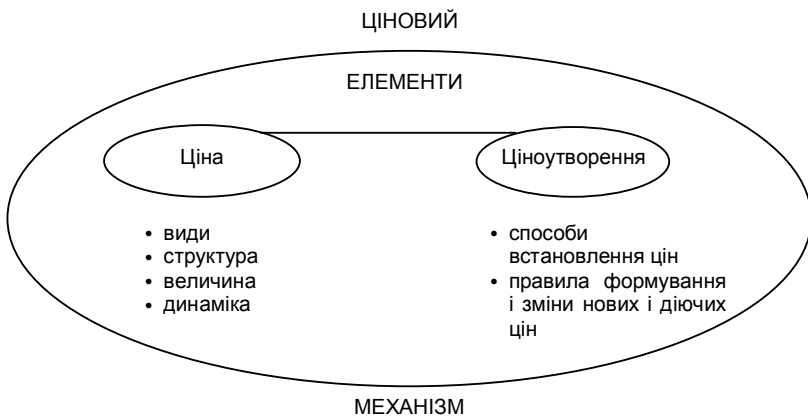 ЦІНОВИЙ
ЕЛЕМЕНТИ
Ціна
Ціноутворення
• види
• структура
• величина
• динаміка
• способи
встановлення цін
• правила формування
і зміни нових і діючих
цін
МЕХАНІЗМ